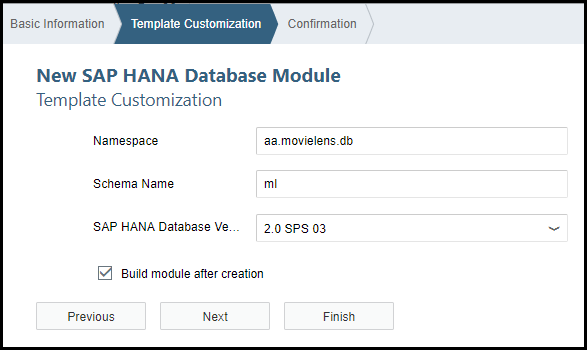 Basic Information Template Customization Confirmation
New SAP HANA Database Module
Template Customization
Namespace aa.movielens.db
Schema Name ml
SAP HANA Database Ve... 2.0 SPS 03
Build module after creation
Previous Next Finish